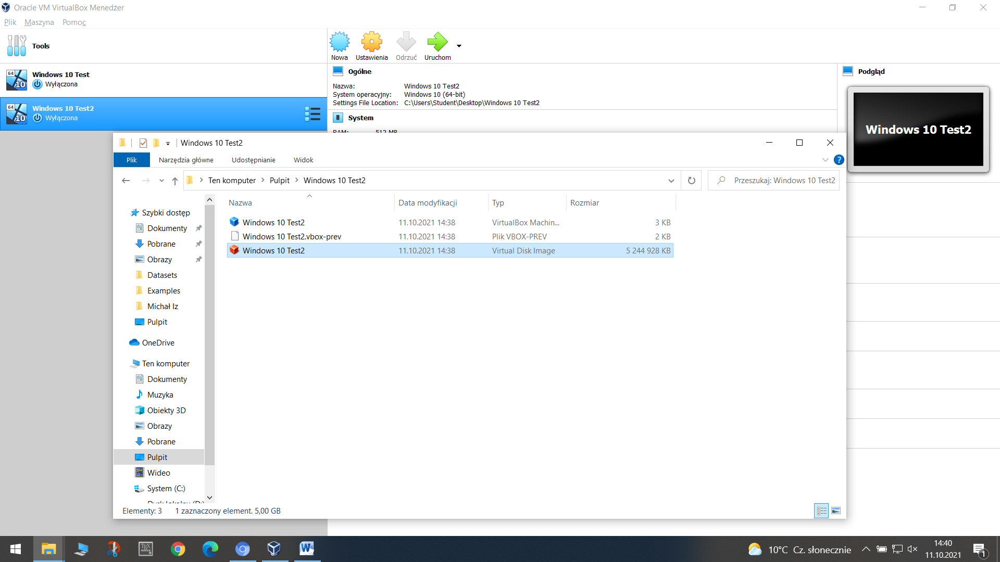 Oracle VM VirtualBox Menedżer
Plik Maszyna Pomoc
Tools
Nowa Ustawienia Odrzuć Uruchom
64 10 Windows 10 Test
Wyłączona
64 10 Windows 10 Test2
Wyłączona
Ogólne
Nazwa: Windows 10 Test2
System operacyjny: Windows 10 (64-bit)
Settings File Location: C:\Users\Student\Desktop\Windows 10 Test2
System
RAM: 512 MB
Podgląd
Windows 10 Test2
Windows 10 Test2
Plik Narzędzia główne Udostępnianie Widok
Ten komputer Pulpit Windows 10 Test2
Przeszukaj: Windows 10 Test2
Szybki dostęp
Dokumenty
Pobrane
Obrazy
Datasets
Examples
Michał Iz
Pulpit
OneDrive
Ten komputer
Dokumenty
Muzyka
Obiekty 3D
Obrazy
Pobrane
Pulpit
Wideo
System (C:)
Dysk lokalny (D:)
Nazwa Data modyfikacji Typ Rozmiar
Windows 10 Test2 11.10.2021 14:38 VirtualBox Machin... 3 KB
Windows 10 Test2.vbox-prev 11.10.2021 14:38 Plik VBOX-PREV 2 KB
Windows 10 Test2 11.10.2021 14:38 Virtual Disk Image 5 244 928 KB
Elementy: 3 1 zaznaczony element. 5,00 GB
10°C Cz. słonecznie
14:40
11.10.2021
1